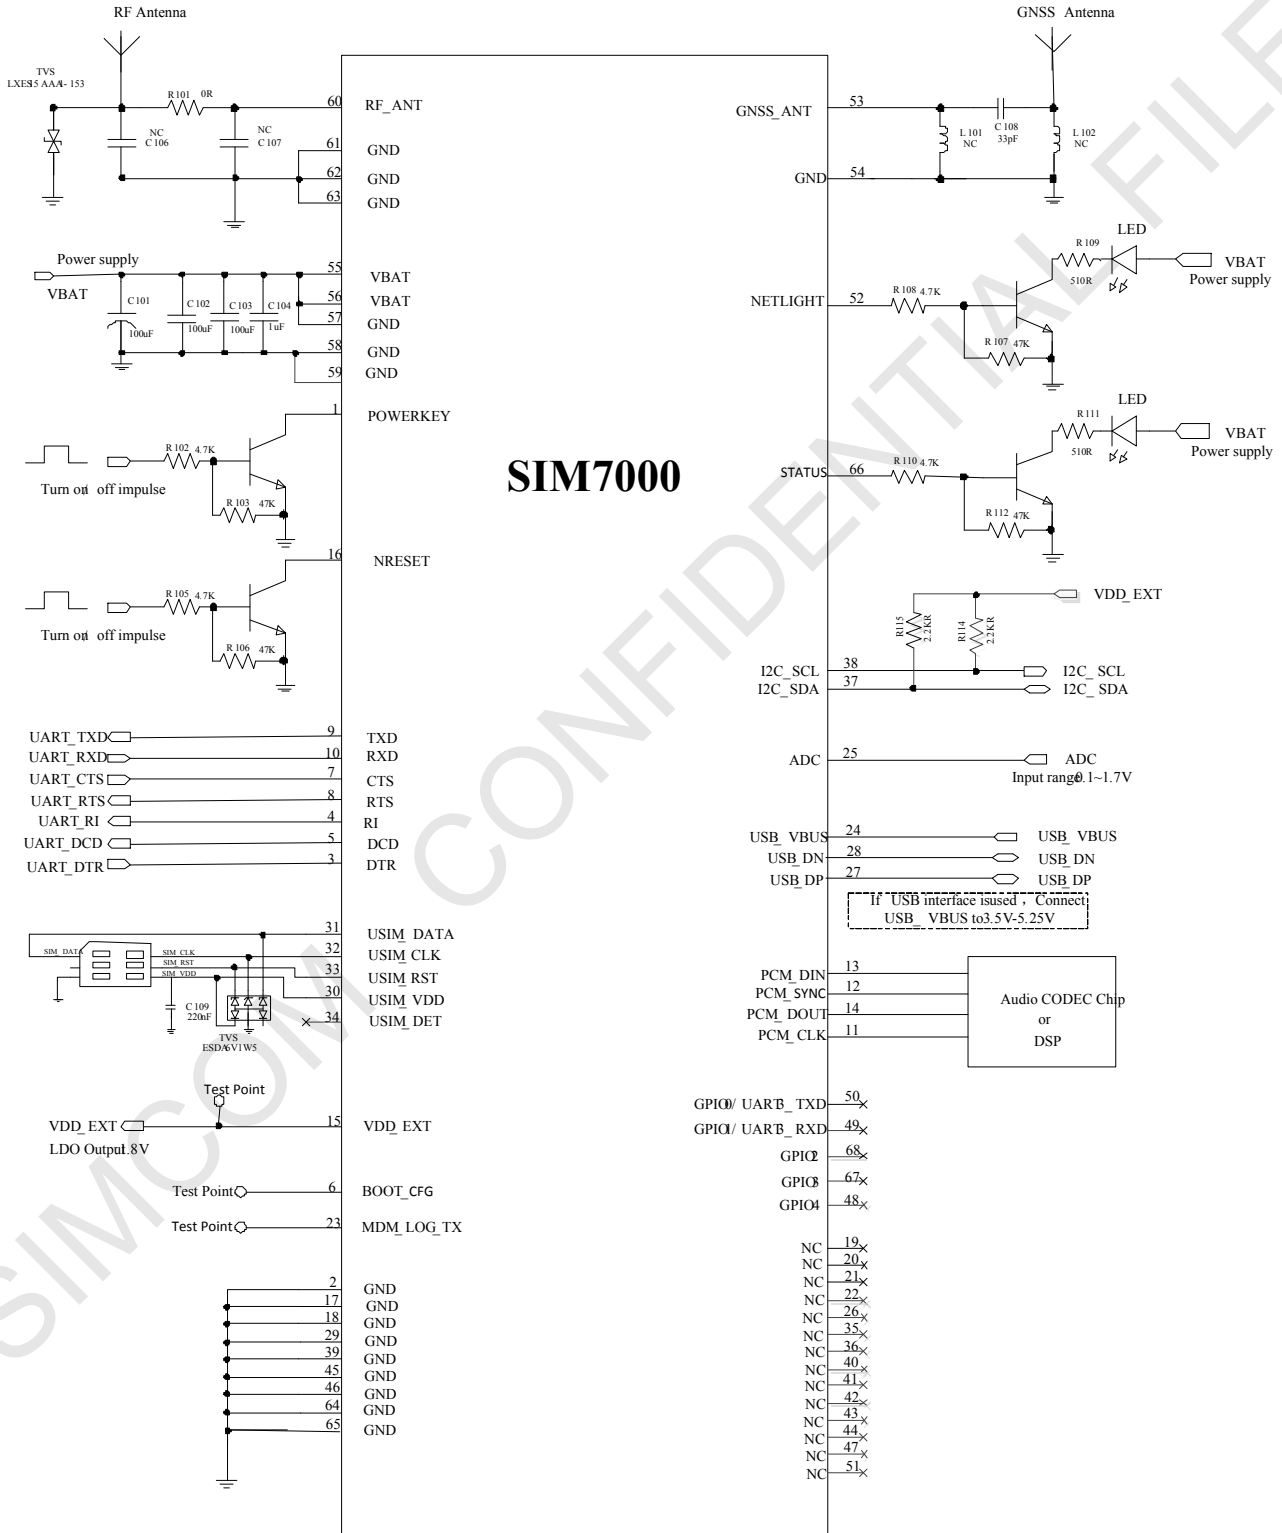 RF Antenna
GNSS Antenna
TVS
R101 0R
60
RF_ANT
NC
C106
NC
C107
61
GND
62
GND
63
GND
GNSS_ANT
53
L101
NC
C108
33pF
L102
NC
GND
54
Power supply
VBAT
55
VBAT
56
VBAT
57
GND
58
GND
59
GND
C101
100uF
C102
100uF
C103
100uF
C104
1uF
LED
R109
510R
VBAT
Power supply
NETLIGHT
52
R108 4.7K
R107 47K
1
POWERKEY
R102 4.7K
R103 47K
Turn on/ off impulse
SIM7000
LED
R111
510R
VBAT
Power supply
STATUS
66
R110 4.7K
R112 47K
16
NRESET
R105 4.7K
R106 47K
Turn on/ off impulse
VDD_EXT
R115
2.2KR
R114
2.2KR
I2C_SCL
38
I2C_SCL
I2C_SDA
37
I2C_SDA
UART_TXD
9
TXD
UART_RXD
10
RXD
UART_CTS
7
CTS
UART_RTS
8
RTS
UART_RI
4
RI
UART_DCD
5
DCD
UART_DTR
3
DTR
ADC
25
ADC
Input range0.1~1.7V
USB_VBUS
24
USB_VBUS
USB_DN
28
USB_DN
USB_DP
27
USB_DP
If USB interface isused , Connect
USB_ VBUS to3.5V-5.25V
31
USIM_DATA
32
USIM_CLK
33
USIM_RST
30
USIM_VDD
34
USIM_DET
SIM_DATA
SIM_CLK
SIM_RST
SIM_VDD
C109
220nF
TVS
ESDA6V1W5
PCM_DIN
13
PCM_SYNC
12
PCM_DOUT
14
PCM_CLK
11
Audio CODEC Chip
or
DSP
Test Point
VDD_EXT
LDO Output1.8V
15
VDD_EXT
Test Point
6
BOOT_CFG
Test Point
23
MDM_LOG_TX
GPIO0/ UART3_TXD
50
GPIO1/ UART3_RXD
49
GPIO2
68
GPIO3
67
GPIO4
48
2
GND
17
GND
18
GND
29
GND
39
GND
45
GND
46
GND
64
GND
65
GND
NC
19
NC
20
NC
21
NC
22
NC
26
NC
35
NC
36
NC
40
NC
41
NC
42
NC
43
NC
44
NC
47
NC
51
SIMCOM CONFIDENTIAL FILE